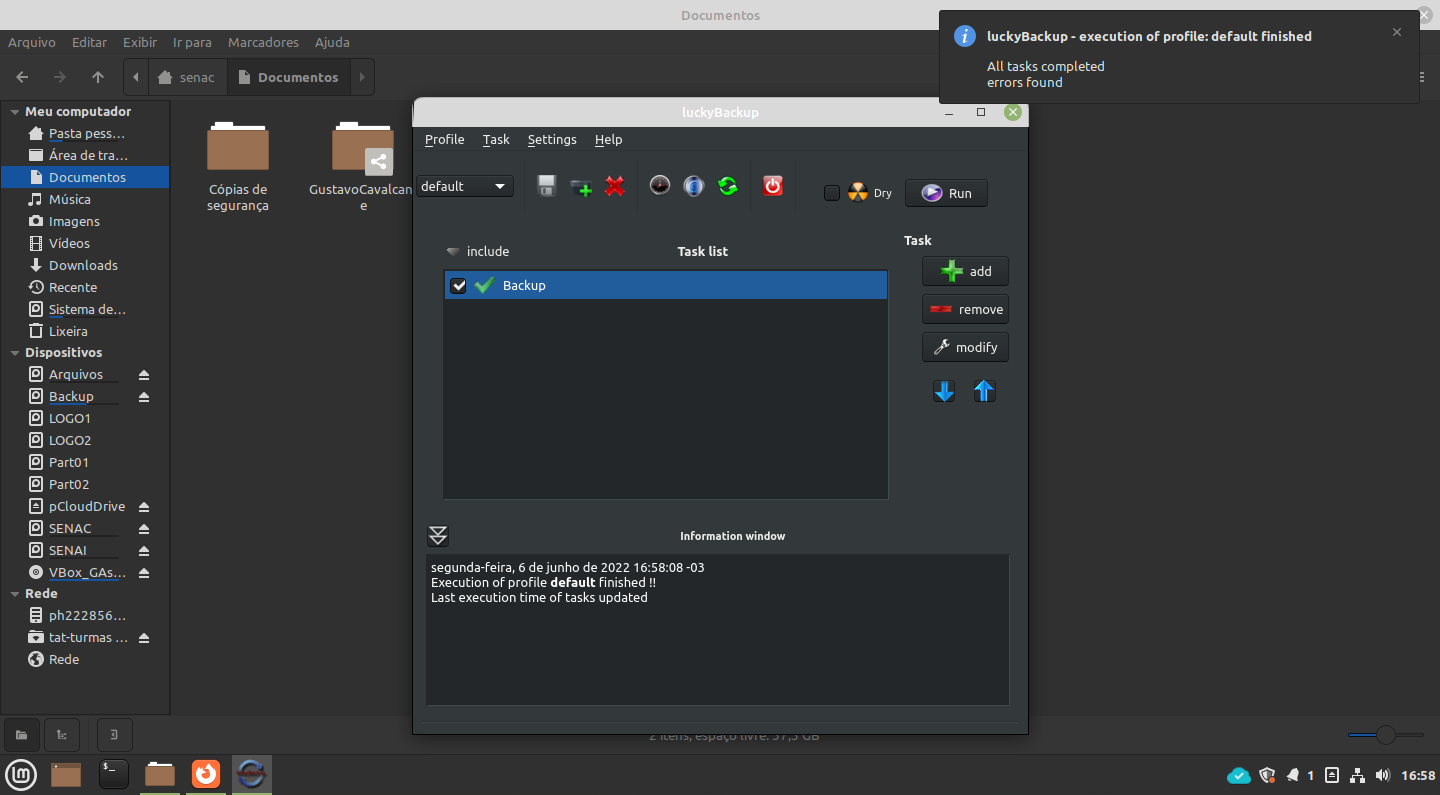 Documentos
Arquivo Editar Exibir Ir para Marcadores Ajuda
senac Documentos
luckyBackup - execution of profile: default finished
All tasks completed
errors found
Meu computador
Pasta pess...
Área de tra...
Documentos
Música
Imagens
Vídeos
Downloads
Recente
Sistema de...
Lixeira
Dispositivos
Arquivos
Backup
LOGO1
LOGO2
Part01
Part02
pCloudDrive
SENAC
SENAI
VBox_GAs...
Rede
ph222856...
tat-turmas ...
Rede
Cópias de
segurança
GustavoCavalcan
e
luckyBackup
Profile Task Settings Help
default
Dry
Run
include
Task list
Task
Backup
add
remove
modify
Information window
segunda-feira, 6 de junho de 2022 16:58:08 -03
Execution of profile default finished !!
Last execution time of tasks updated
2 itens, espaço livre: 57,3 GB
1
16:58